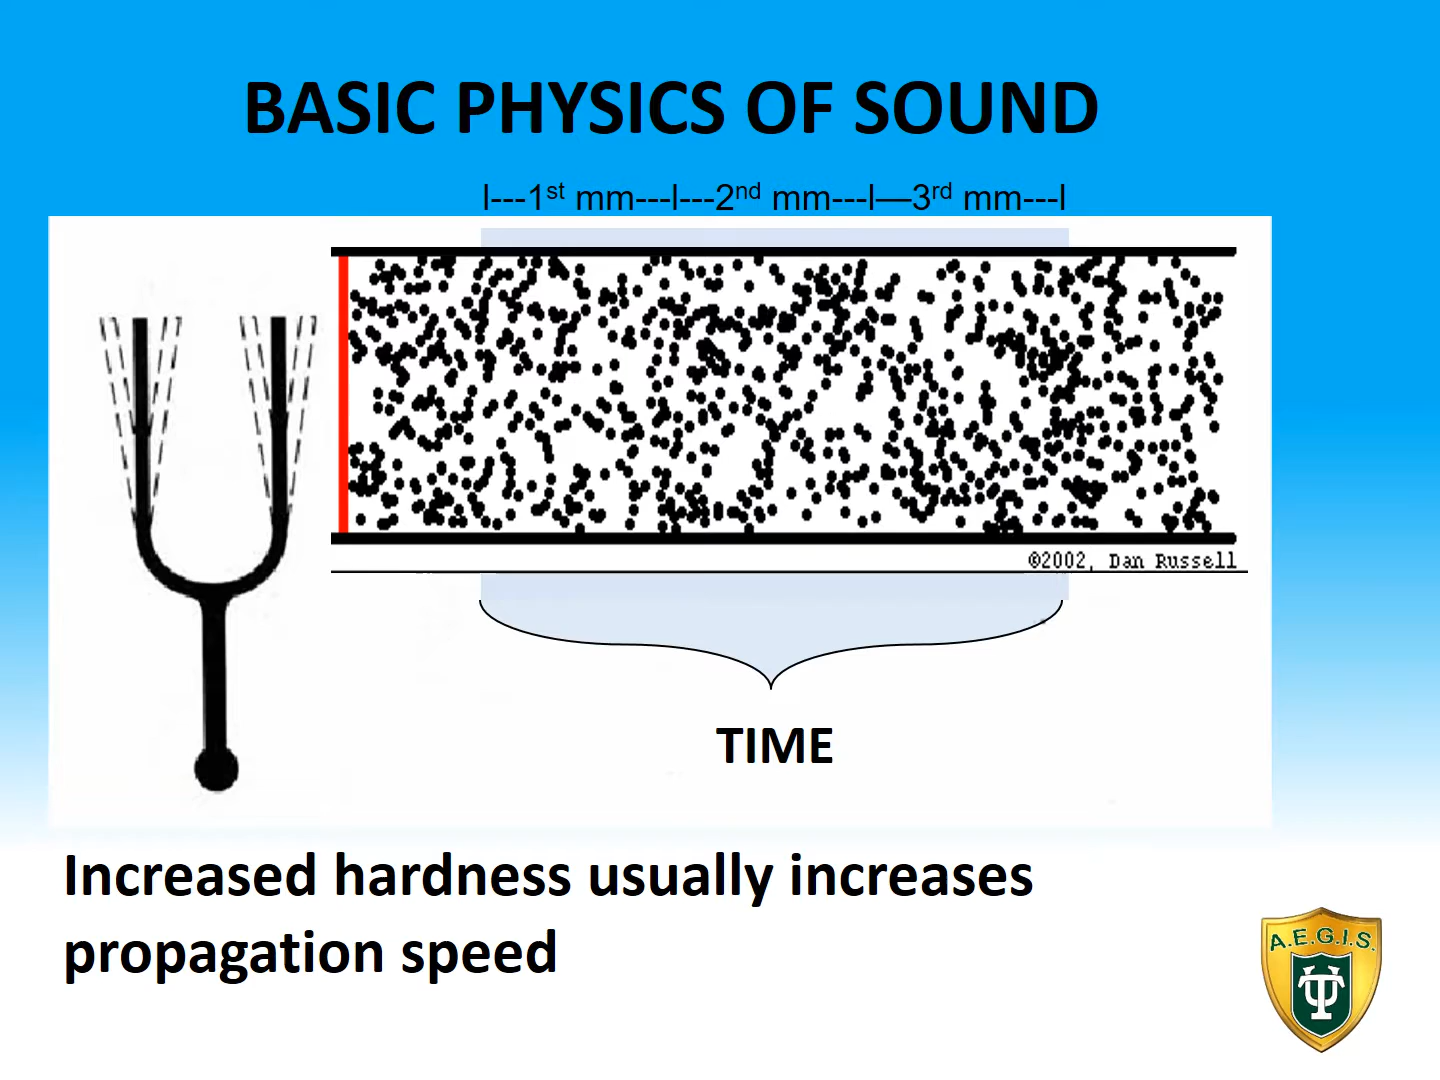 BASIC PHYSICS OF SOUND
l---1st mm---l---2nd mm---l—3rd mm---l
©2002, Dan Russell
TIME
Increased hardness usually increases
propagation speed
A.E.G.I.S.
TU